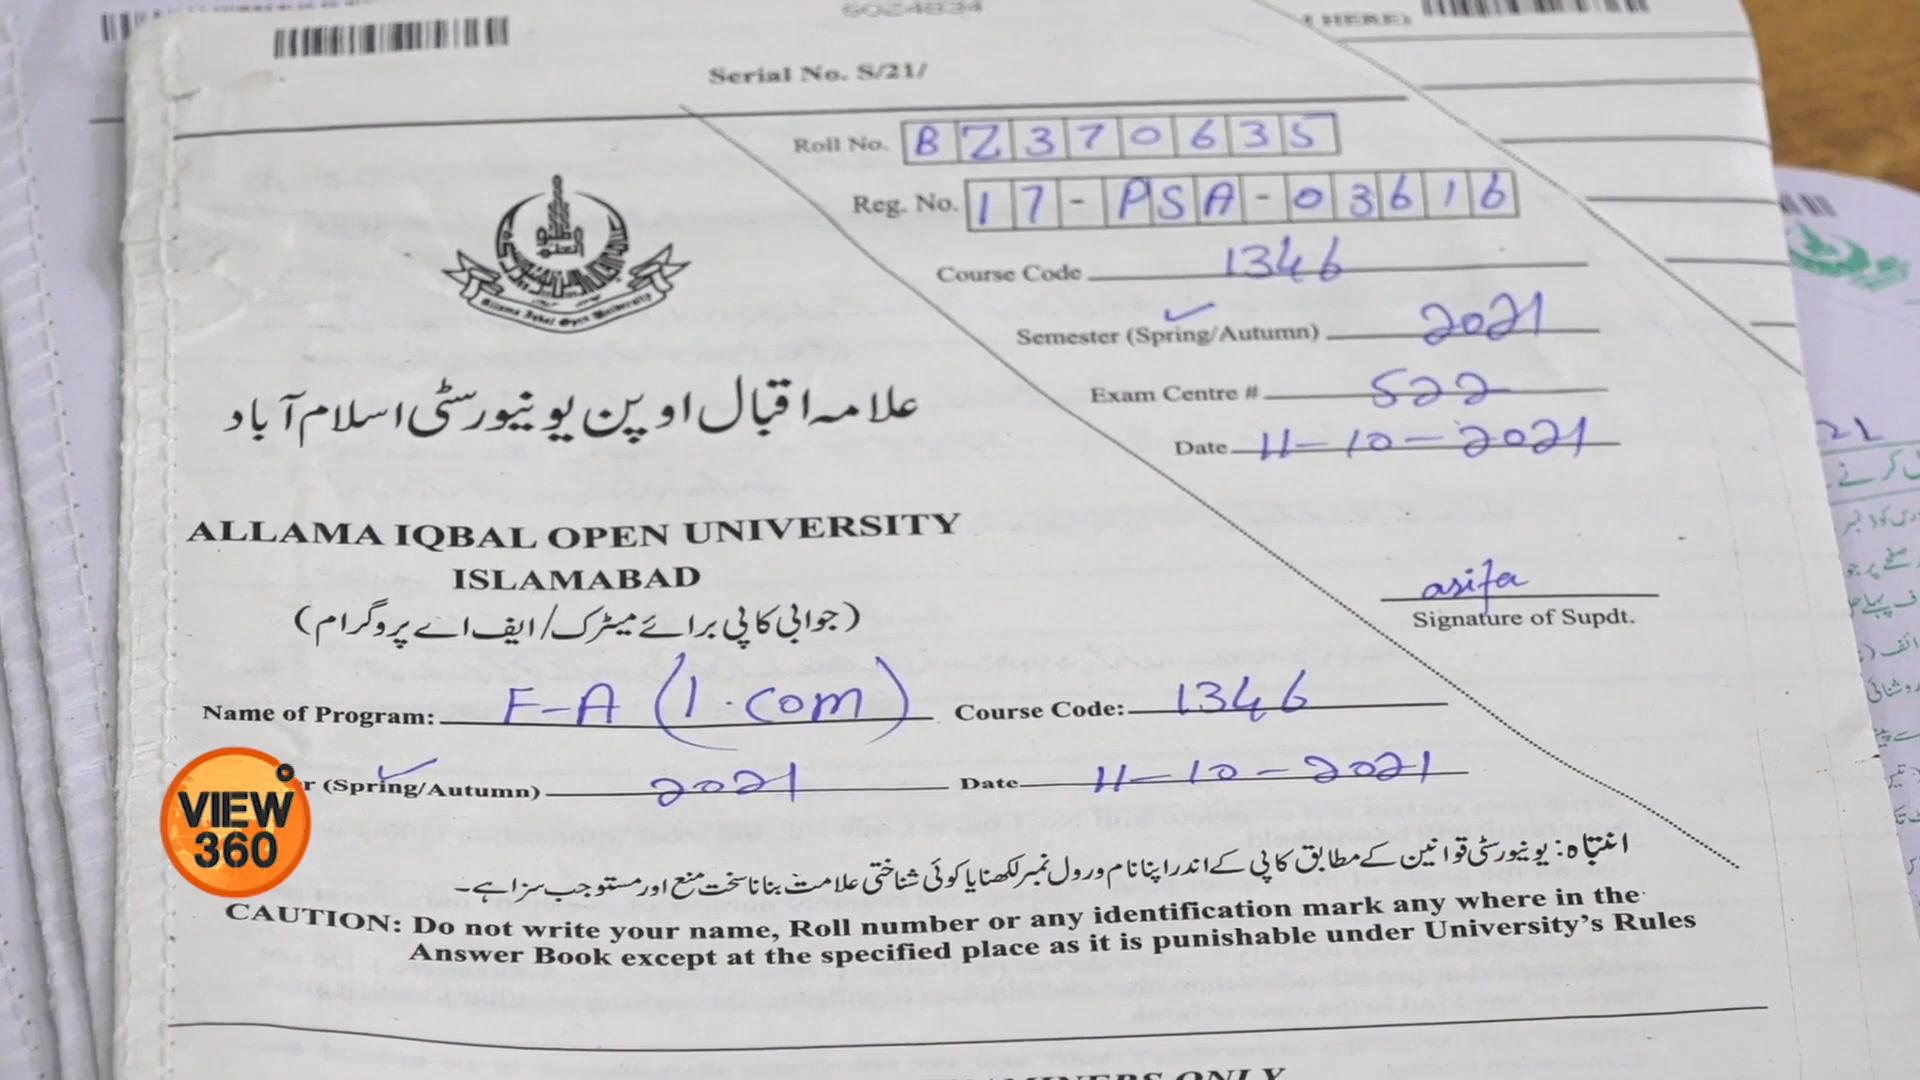 Serial No. S/21/
Roll No. BZ370635
Reg. No. 17-PSA-03616
Course Code 1346
Semester (Spring/Autumn) 2021
Exam Centre # 522
Date 11-10-2021
علامہ اقبال اوپن یونیورسٹی اسلام آباد
ALLAMA IQBAL OPEN UNIVERSITY
ISLAMABAD
(جوابی کاپی برائے میٹرک/ایف اے پروگرام)
asifa
Signature of Supdt.
Name of Program: F-A (1.com) Course Code: 1346
r (Spring/Autumn) 2021 Date 11-10-2021
VIEW
360
انتباہ: یونیورسٹی قوانین کے مطابق کاپی کے اندر اپنا نام و رول نمبر لکھنا یا کوئی شناختی علامت بنانا سخت منع اور مستوجب سزا ہے۔
CAUTION: Do not write your name, Roll number or any identification mark any where in the
Answer Book except at the specified place as it is punishable under University's Rules